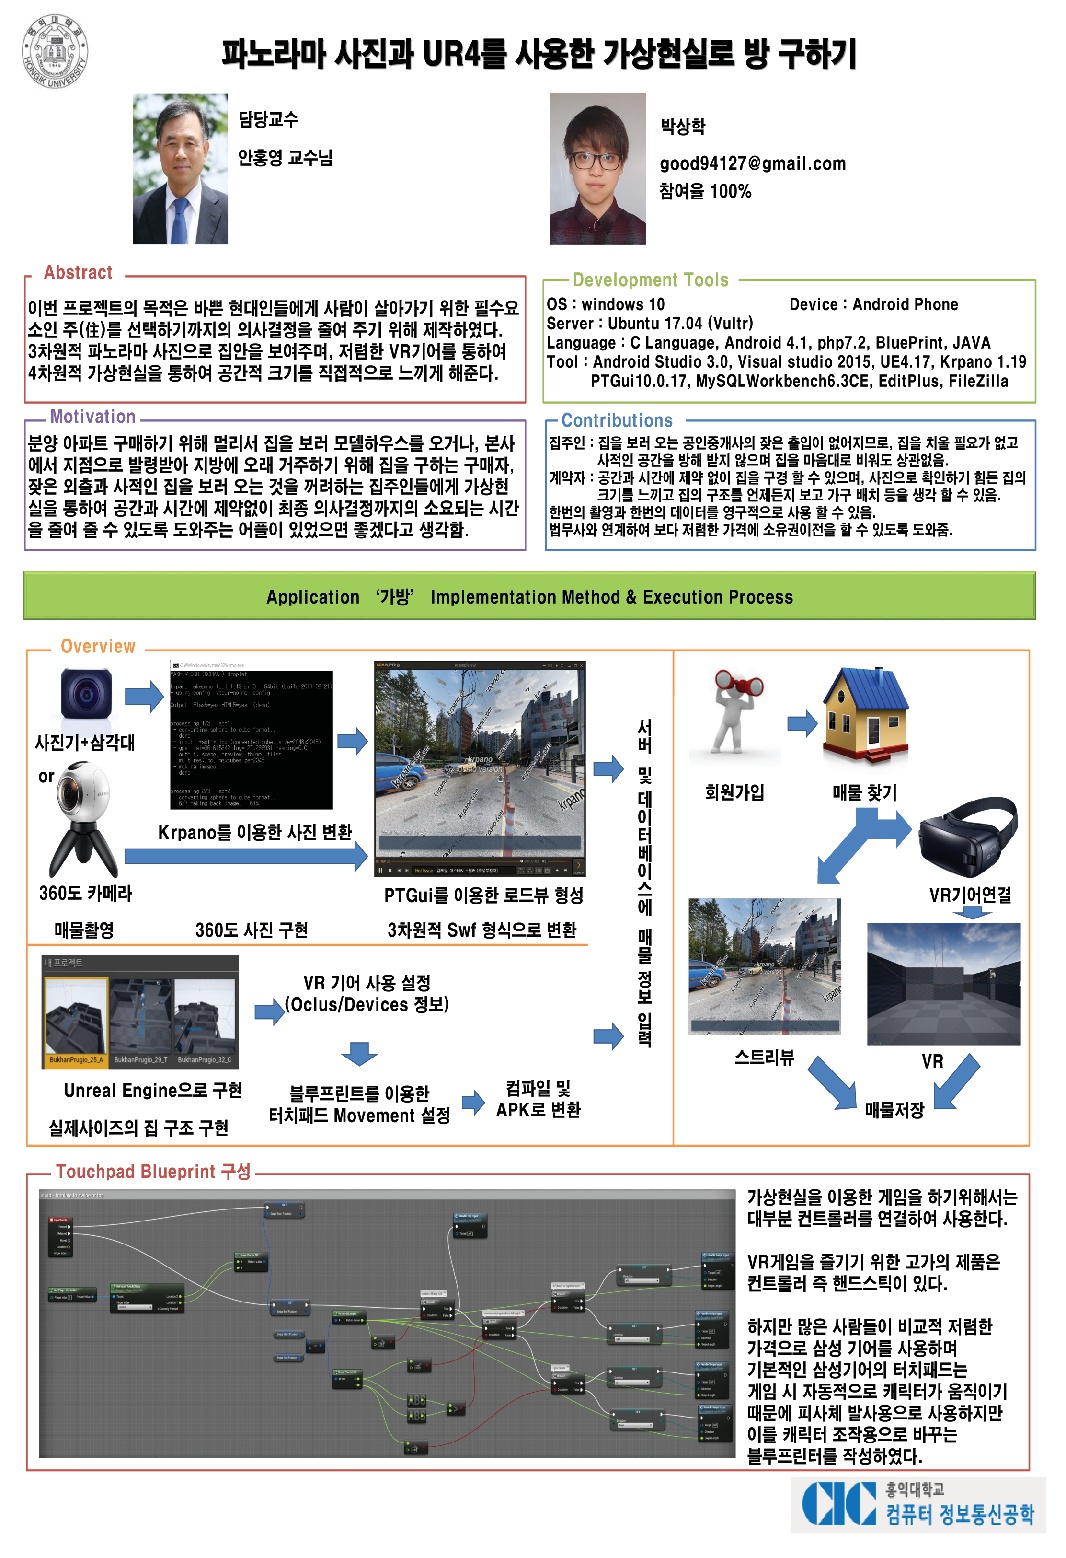 파노라마 사진과 UR4를 사용한 가상현실로 방 구하기
HONGIK UNIVERSITY
담당교수
안홍영 교수님
박상학
good94127@gmail.com
참여율 100%
Abstract
이번 프로젝트의 목적은 바쁜 현대인들에게 사람이 살아가기 위한 필수요
소인 주(住)를 선택하기까지의 의사결정을 줄여 주기 위해 제작하였다.
3차원적 파노라마 사진으로 집안을 보여주며, 저렴한 VR기어를 통하여
4차원적 가상현실을 통하여 공간적 크기를 직접적으로 느끼게 해준다.
Development Tools
OS : windows 10 Device : Android Phone
Server : Ubuntu 17.04 (Vultr)
Language : C Language, Android 4.1, php7.2, BluePrint, JAVA
Tool : Android Studio 3.0, Visual studio 2015, UE4.17, Krpano 1.19
PTGui10.0.17, MySQLWorkbench6.3CE, EditPlus, FileZilla
Motivation
분양 아파트 구매하기 위해 멀리서 집을 보러 모델하우스를 오거나, 본사
에서 지점으로 발령받아 지방에 오래 거주하기 위해 집을 구하는 구매자,
잦은 외출과 사적인 집을 보러 오는 것을 꺼려하는 집주인들에게 가상현
실을 통하여 공간과 시간에 제약없이 최종 의사결정까지의 소요되는 시간
을 줄여 줄 수 있도록 도와주는 어플이 있었으면 좋겠다고 생각함.
Contributions
집주인 : 집을 보러 오는 공인중개사의 잦은 출입이 없어지므로, 집을 치울 필요가 없고
사적인 공간을 방해 받지 않으며 집을 마음대로 비워도 상관없음.
계약자 : 공간과 시간에 제약 없이 집을 구경 할 수 있으며, 사진으로 확인하기 힘든 집의
크기를 느끼고 집의 구조를 언제든지 보고 가구 배치 등을 생각 할 수 있음.
한번의 촬영과 한번의 데이터를 영구적으로 사용 할 수 있음.
법무사와 연계하여 보다 저렴한 가격에 소유권이전을 할 수 있도록 도와줌.
Application ‘가방’ Implementation Method & Execution Process
Overview
사진기+삼각대
or
360도 카메라
매물촬영
Krpano를 이용한 사진 변환
360도 사진 구현
krpano
PTGui를 이용한 로드뷰 형성
3차원적 Swf 형식으로 변환
서버 및 데이터베이스에 매물 정보 입력
회원가입
매물 찾기
VR기어연결
스트리뷰
VR
매물저장
내 프로젝트
BukhanPrugio_25_A BukhanPrugio_29_T BukhanPrugio_32_C
Unreal Engine으로 구현
실제사이즈의 집 구조 구현
VR 기어 사용 설정
(Oclus/Devices 정보)
블루프린트를 이용한
터치패드 Movement 설정
컴파일 및
APK로 변환
Touchpad Blueprint 구성
가상현실을 이용한 게임을 하기위해서는
대부분 컨트롤러를 연결하여 사용한다.
VR게임을 즐기기 위한 고가의 제품은
컨트롤러 즉 핸드스틱이 있다.
하지만 많은 사람들이 비교적 저렴한
가격으로 삼성 기어를 사용하며
기본적인 삼성기어의 터치패드는
게임 시 자동적으로 캐릭터가 움직이기
때문에 피사체 발사용으로 사용하지만
이를 캐릭터 조작용으로 바꾸는
블루프린터를 작성하였다.
CIC
홍익대학교
컴퓨터 정보통신공학